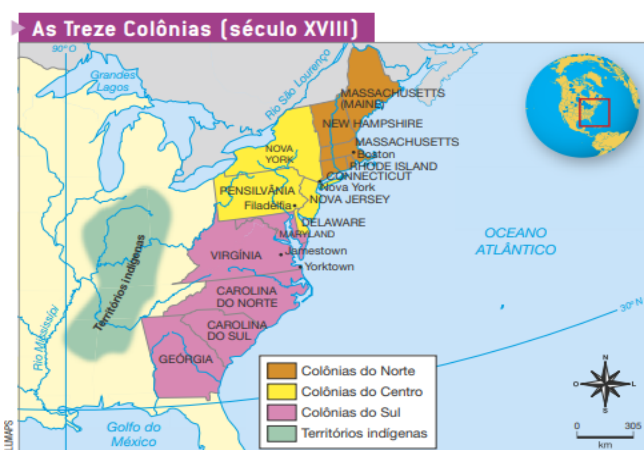 As Treze Colônias (século XVIII)
90° O
Grandes
Lagos
Rio São Lourenço
MASSACHUSETTS
(MAINE)
NEW HAMPSHIRE
MASSACHUSETTS
Boston
RHODE ISLAND
CONNECTICUT
NOVA
YORK
Nova York
PENSILVÂNIA
NOVA JERSEY
Filadélfia
DELAWARE
MARYLAND
VIRGÍNIA
Jamestown
Yorktown
OCEANO
ATLÂNTICO
Territórios indígenas
Rio Mississípi
CAROLINA
DO NORTE
CAROLINA
DO SUL
GEÓRGIA
30° N
Golfo do
México
Colônias do Norte
Colônias do Centro
Colônias do Sul
Territórios indígenas
N
O
L
S
0
305
km